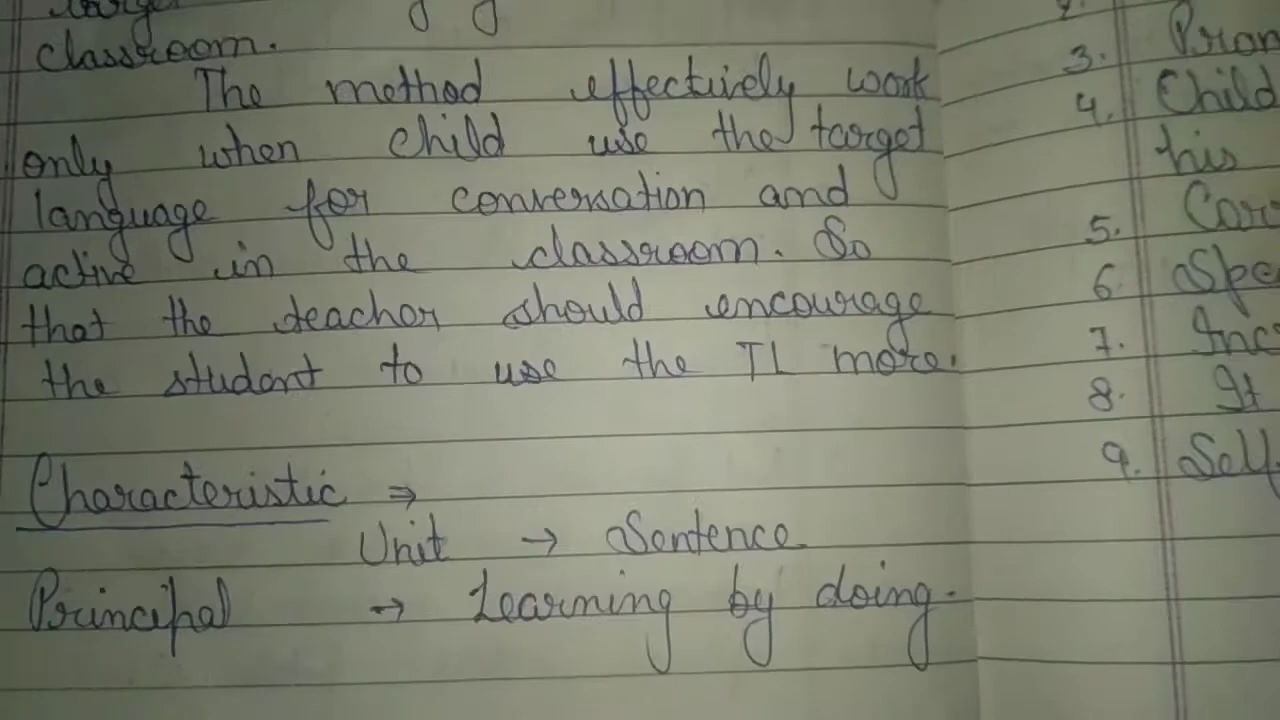 classroom.
The method effectively work
only when child use the target
language for conversation and
active in the classroom. So
that the teacher should encourage
the student to use the TL more.
Characteristic ⇒
Unit → Sentence
Principal → Learning by doing.
3.
4. Child
his
5.
6.
7.
8. It
9. Self